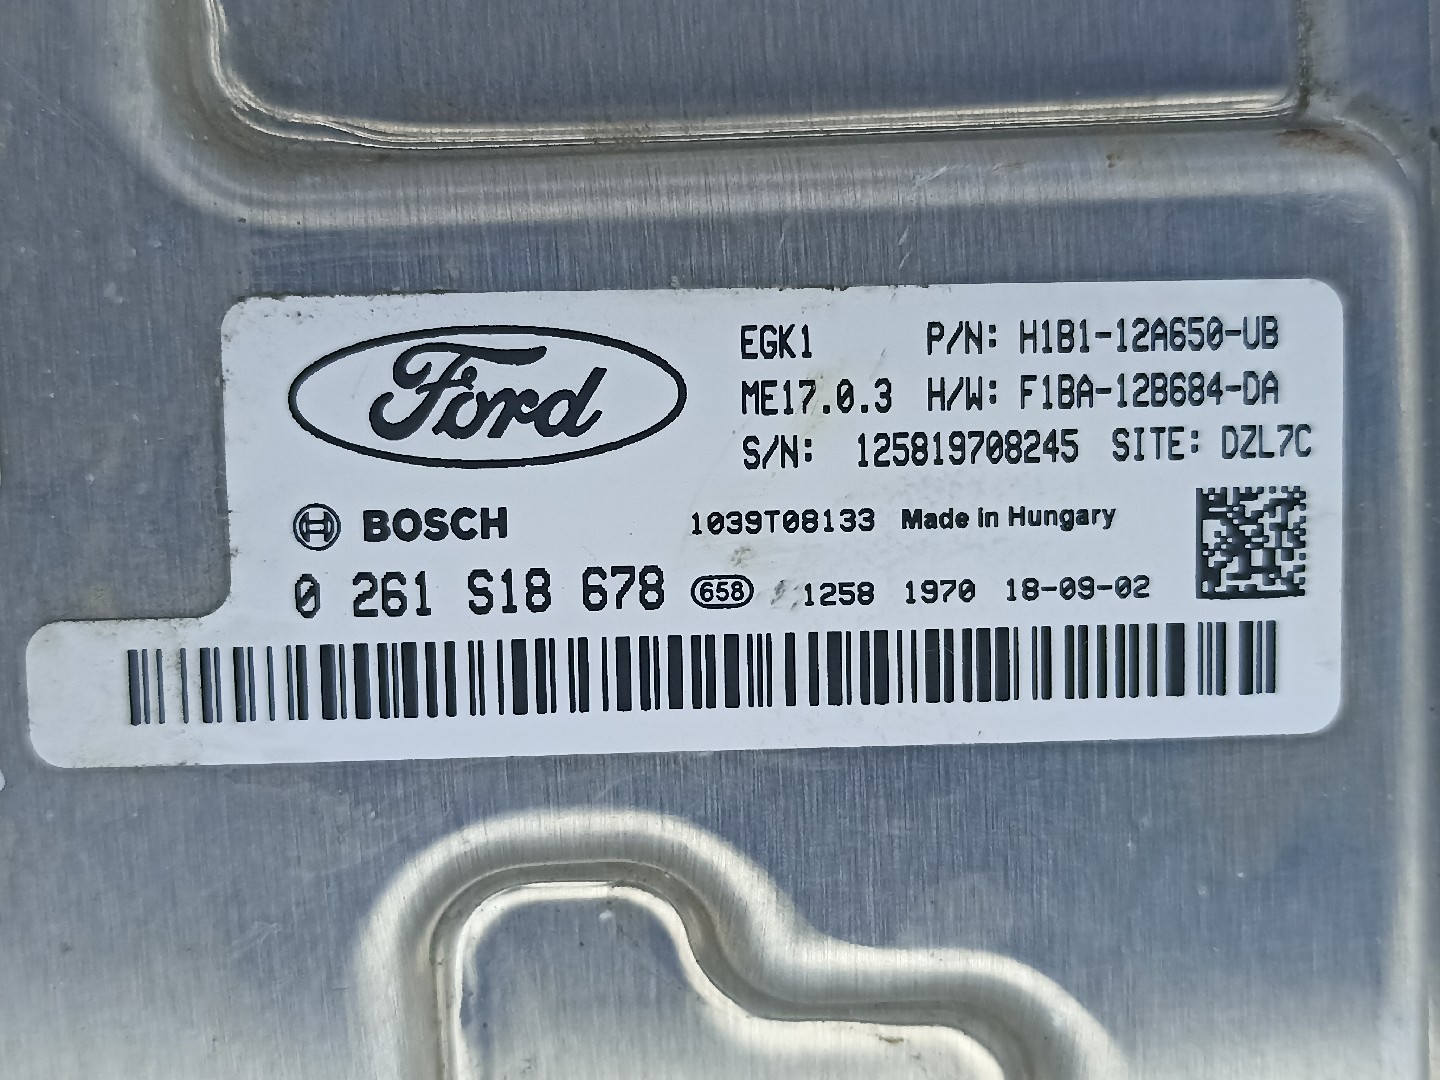 Ford
EGK1 P/N: H1B1-12A650-UB
ME17.0.3 H/W: F1BA-12B684-DA
S/N: 125819708245 SITE: DZL7C
BOSCH 1039T08133 Made in Hungary
0 261 S18 678 658 1258 1970 18-09-02